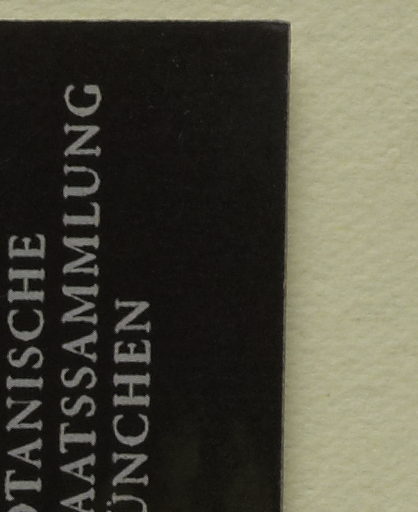 OTANISCHE
AATSSAMMLUNG
ÜNCHEN